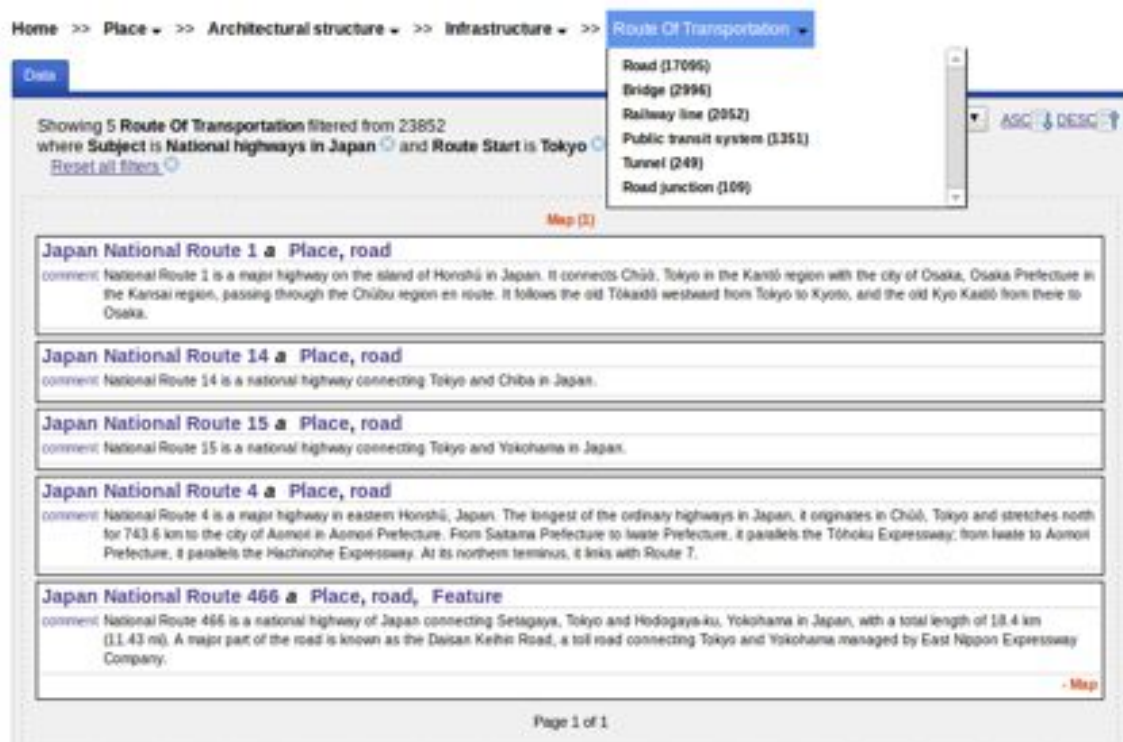 Home >> Place >> Architectural structure >> Infrastructure >> Route Of Transportation
Road (17095)
Bridge (2996)
Railway line (2052)
Public transit system (1351)
Tunnel (249)
Road junction (109)
Data
Showing 5 Route Of Transportation filtered from 23852
where Subject is National highways in Japan and Route Start is Tokyo
Reset all filters
ASC DESC
Map (1)
Japan National Route 1 a Place, road
comment National Route 1 is a major highway on the island of Honshū in Japan. It connects Chūō, Tokyo in the Kantō region with the city of Osaka, Osaka Prefecture in
the Kansai region, passing through the Chūbu region en route. It follows the old Tōkaidō westward from Tokyo to Kyoto, and the old Kyo Kaidō from there to
Osaka.
Japan National Route 14 a Place, road
comment National Route 14 is a national highway connecting Tokyo and Chiba in Japan.
Japan National Route 15 a Place, road
comment National Route 15 is a national highway connecting Tokyo and Yokohama in Japan.
Japan National Route 4 a Place, road
comment National Route 4 is a major highway in eastern Honshū, Japan. The longest of the ordinary highways in Japan, it originates in Chūō, Tokyo and stretches north
for 743.6 km to the city of Aomori in Aomori Prefecture. From Saitama Prefecture to Iwate Prefecture, it parallels the Tōhoku Expressway; from Iwate to Aomori
Prefecture, it parallels the Hachinohe Expressway. At its northern terminus, it links with Route 7.
Japan National Route 466 a Place, road, Feature
comment National Route 466 is a national highway of Japan connecting Setagaya, Tokyo and Hodogaya-ku, Yokohama in Japan, with a total length of 18.4 km
(11.43 mi). A major part of the road is known as the Daisan Keihin Road, a toll road connecting Tokyo and Yokohama managed by East Nippon Expressway
Company.
- Map
Page 1 of 1